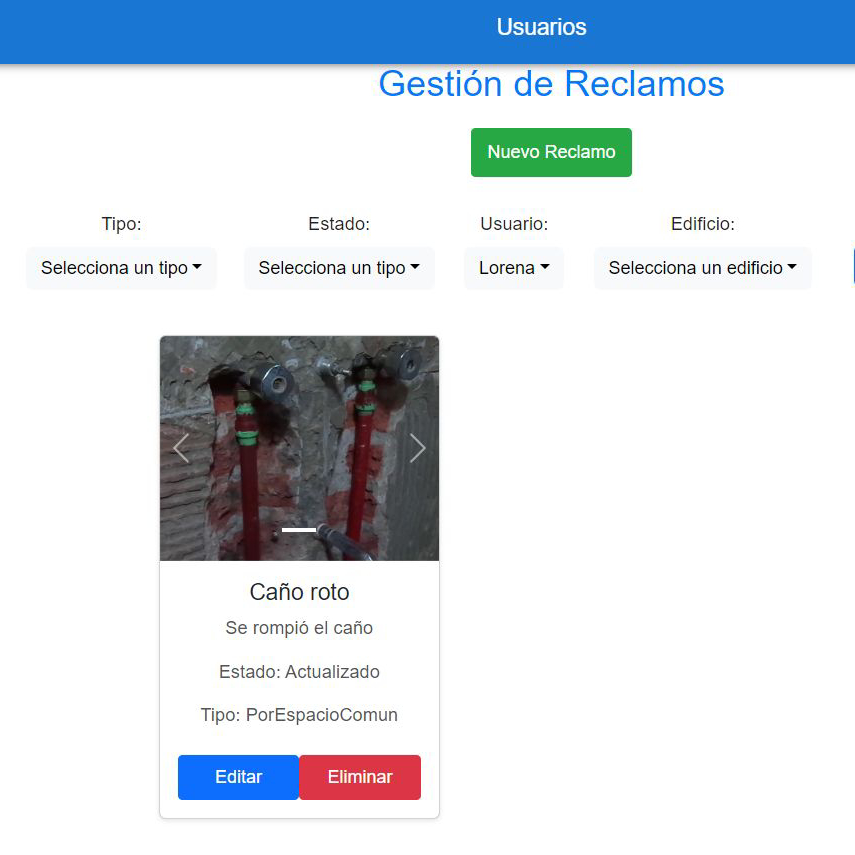 Usuarios
Gestión de Reclamos
Nuevo Reclamo
Tipo: Estado: Usuario: Edificio:
Selecciona un tipo Selecciona un tipo Lorena Selecciona un edificio
Caño roto
Se rompió el caño
Estado: Actualizado
Tipo: PorEspacioComun
Editar Eliminar